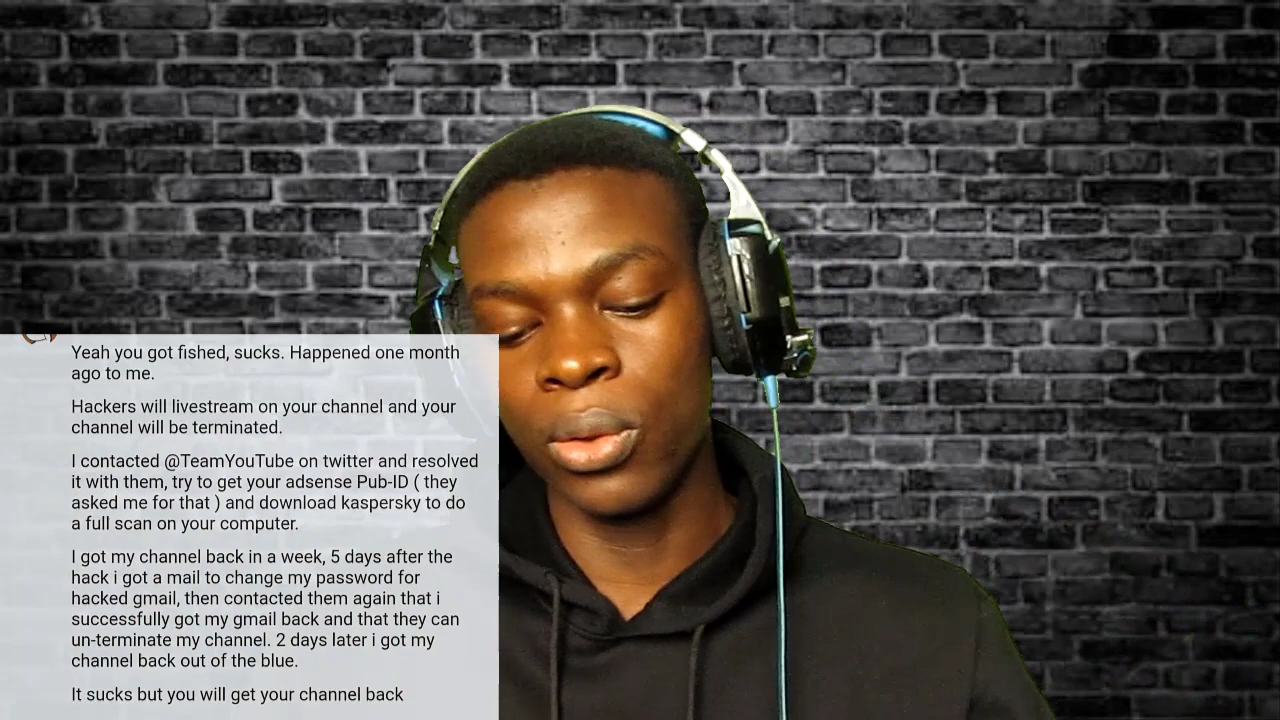 Yeah you got fished, sucks. Happened one month
ago to me.
Hackers will livestream on your channel and your
channel will be terminated.
I contacted @TeamYouTube on twitter and resolved
it with them, try to get your adsense Pub-ID ( they
asked me for that ) and download kaspersky to do
a full scan on your computer.
I got my channel back in a week, 5 days after the
hack i got a mail to change my password for
hacked gmail, then contacted them again that i
successfully got my gmail back and that they can
un-terminate my channel. 2 days later i got my
channel back out of the blue.
It sucks but you will get your channel back